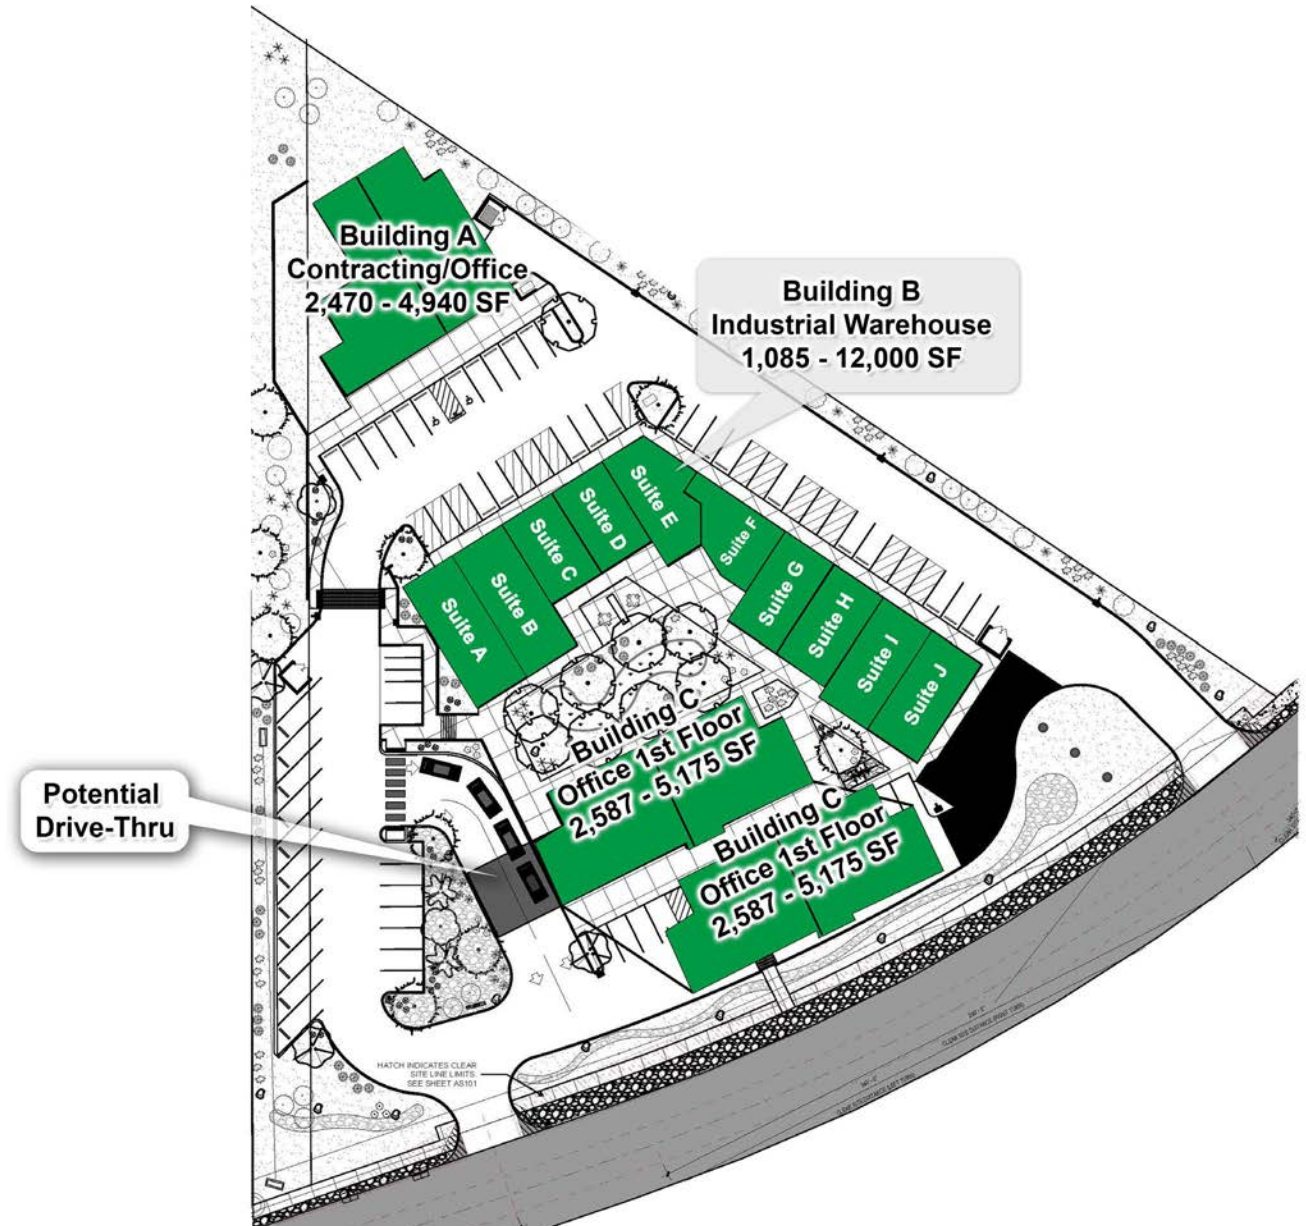 Building A
Contracting/Office
2,470 - 4,940 SF
Building B
Industrial Warehouse
1,085 - 12,000 SF
Suite A
Suite B
Suite C
Suite D
Suite E
Suite F
Suite G
Suite H
Suite I
Suite J
Building C
Office 1st Floor
2,587 - 5,175 SF
Building C
Office 1st Floor
2,587 - 5,175 SF
Potential
Drive-Thru
HATCH INDICATES CLEAR
SITE LINE LIMITS
SEE SHEET AS101